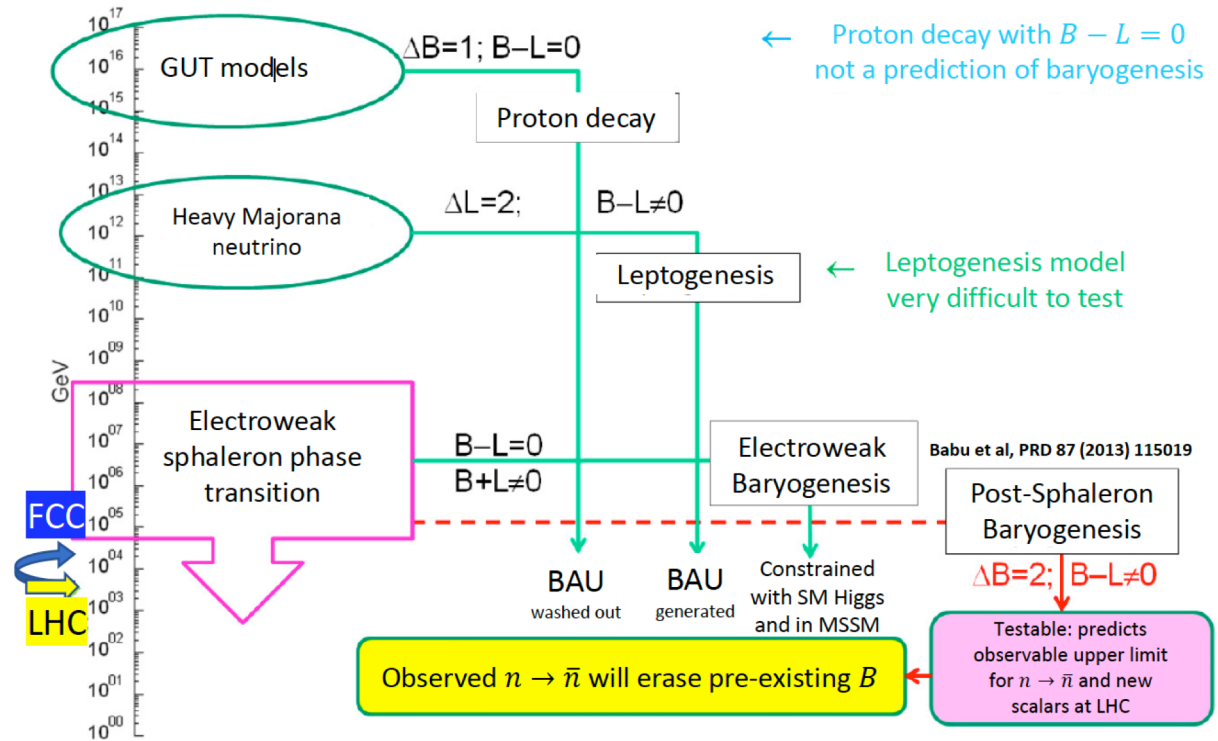 10^17
10^16
10^15
10^14
10^13
10^12
10^11
10^10
10^09
10^08
10^07
10^06
10^05
10^04
10^03
10^02
10^01
10^00
GeV
GUT models
ΔB=1; B–L=0
← Proton decay with B − L = 0
not a prediction of baryogenesis
Proton decay
Heavy Majorana
neutrino
ΔL=2; B–L≠0
Leptogenesis
← Leptogenesis model
very difficult to test
Electroweak
sphaleron phase
transition
B–L=0
B+L≠0
Electroweak
Baryogenesis
Babu et al, PRD 87 (2013) 115019
Post-Sphaleron
Baryogenesis
FCC
LHC
BAU
washed out
BAU
generated
Constrained
with SM Higgs
and in MSSM
ΔB=2; B–L≠0
Observed n → n̅ will erase pre-existing B
Testable: predicts
observable upper limit
for n → n̅ and new
scalars at LHC